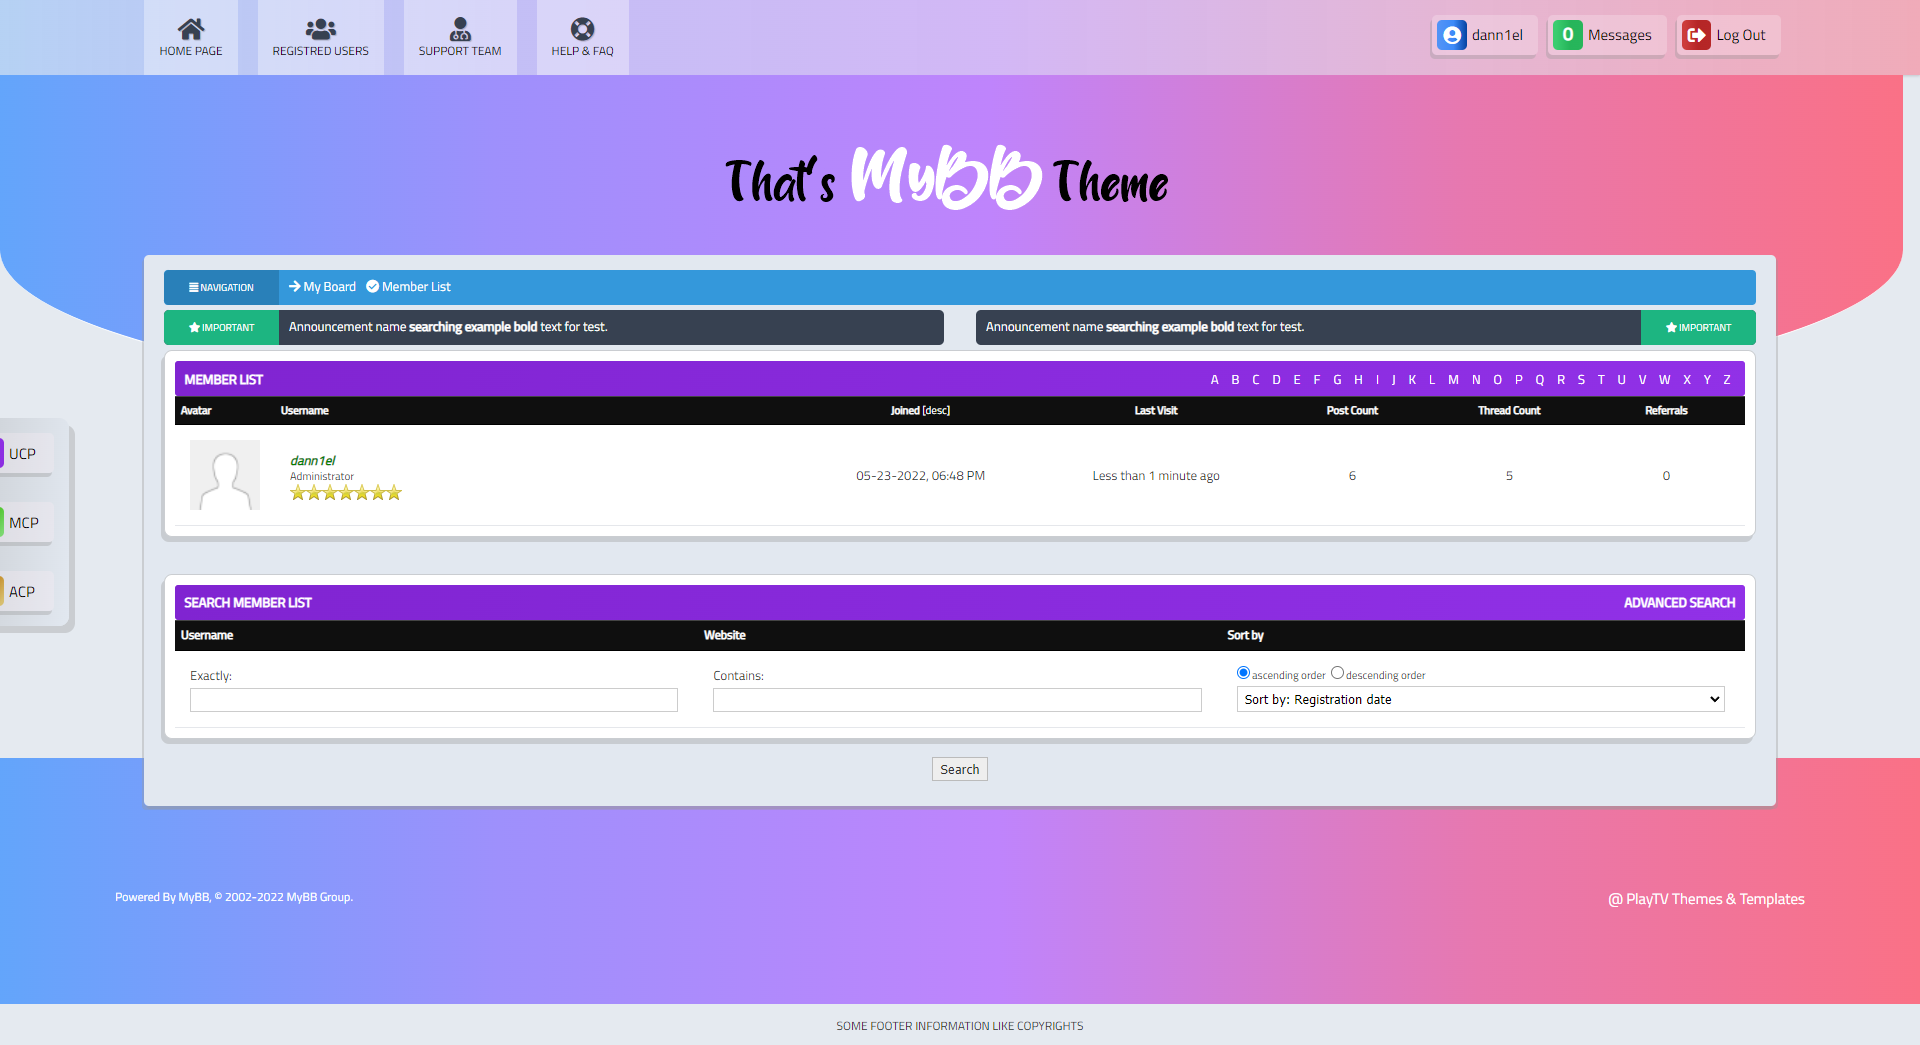 HOME PAGE
REGISTRED USERS
SUPPORT TEAM
HELP & FAQ
dann1el
0 Messages
Log Out
That's MyBB Theme
NAVIGATION
My Board
Member List
IMPORTANT
Announcement name searching example bold text for test.
Announcement name searching example bold text for test.
IMPORTANT
MEMBER LIST
A B C D E F G H I J K L M N O P Q R S T U V W X Y Z
Avatar Username Joined [desc] Last Visit Post Count Thread Count Referrals
dann1el
Administrator
05-23-2022, 06:48 PM Less than 1 minute ago 6 5 0
UCP
MCP
ACP
SEARCH MEMBER LIST
ADVANCED SEARCH
Username Website Sort by
Exactly:
Contains:
ascending order descending order
Sort by: Registration date
Search
Powered By MyBB, © 2002-2022 MyBB Group.
@ PlayTV Themes & Templates
SOME FOOTER INFORMATION LIKE COPYRIGHTS